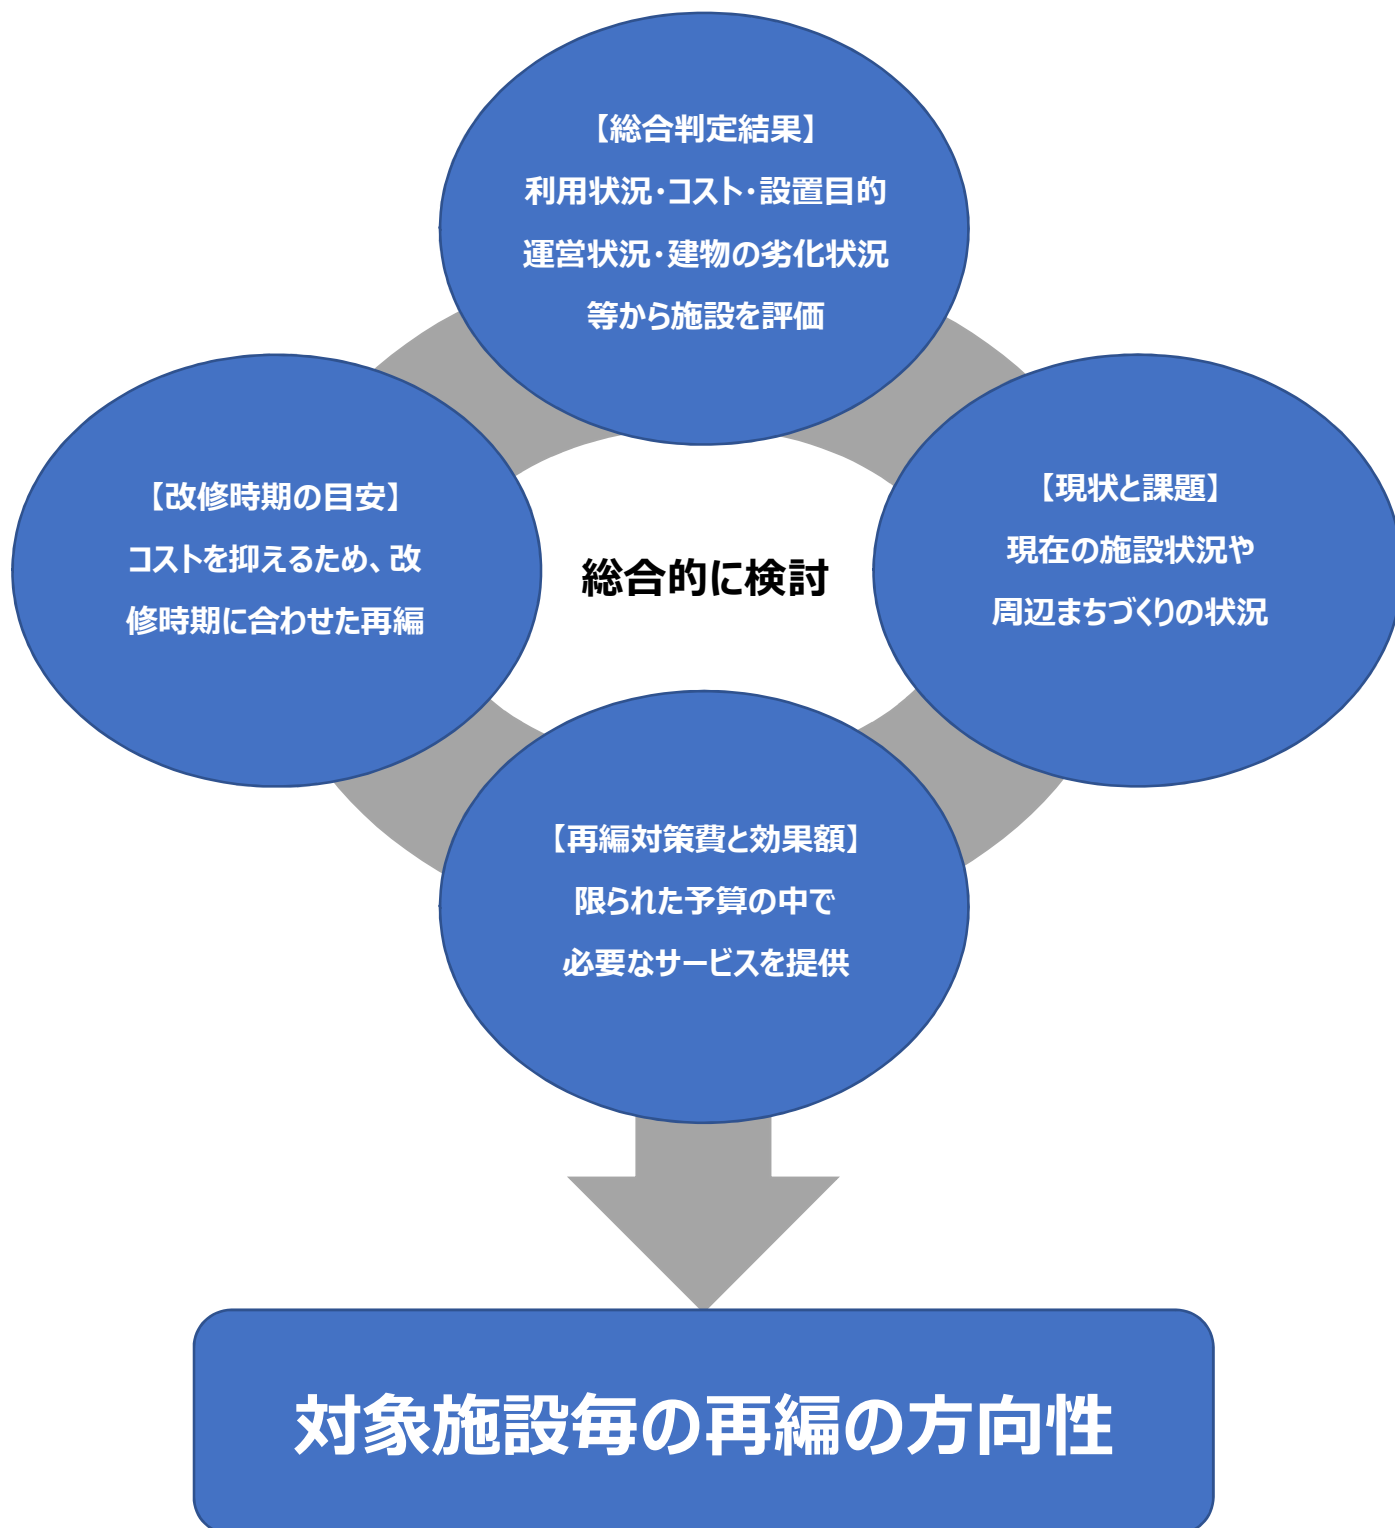 【総合判定結果】
利用状況・コスト・設置目的
運営状況・建物の劣化状況
等から施設を評価
【改修時期の目安】
コストを抑えるため、改
修時期に合わせた再編
総合的に検討
【現状と課題】
現在の施設状況や
周辺まちづくりの状況
【再編対策費と効果額】
限られた予算の中で
必要なサービスを提供
対象施設毎の再編の方向性